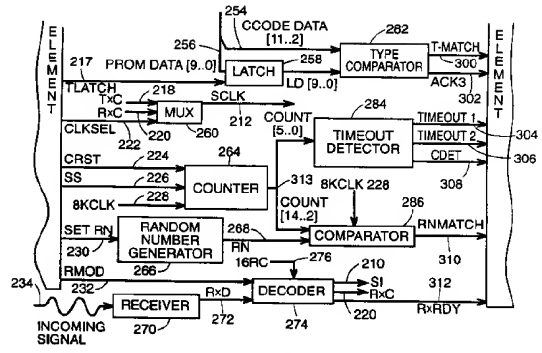 254
CCODE DATA
[11..2]
282
256
217
PROM DATA [9..0]
258
LATCH
LD [9..0]
TYPE
COMPARATOR
T-MATCH
300
ACK3
302
ELEMENT
ELEMENT
TLATCH
TxC
218
RxC
220
CLKSEL
222
MUX
260
SCLK
212
284
COUNT
[5..0]
TIMEOUT
DETECTOR
TIMEOUT 1
304
TIMEOUT 2
306
CDET
308
CRST
224
264
SS
226
COUNTER
8KCLK
228
313
8KCLK 228
COUNT
[14..2]
286
SET RN
230
RANDOM
NUMBER
GENERATOR
266
268
RN
COMPARATOR
RNMATCH
310
RMOD
232
16RC
276
210
SI
RxC
220
312
RxRDY
DECODER
274
234
INCOMING
SIGNAL
RECEIVER
270
RxD
272